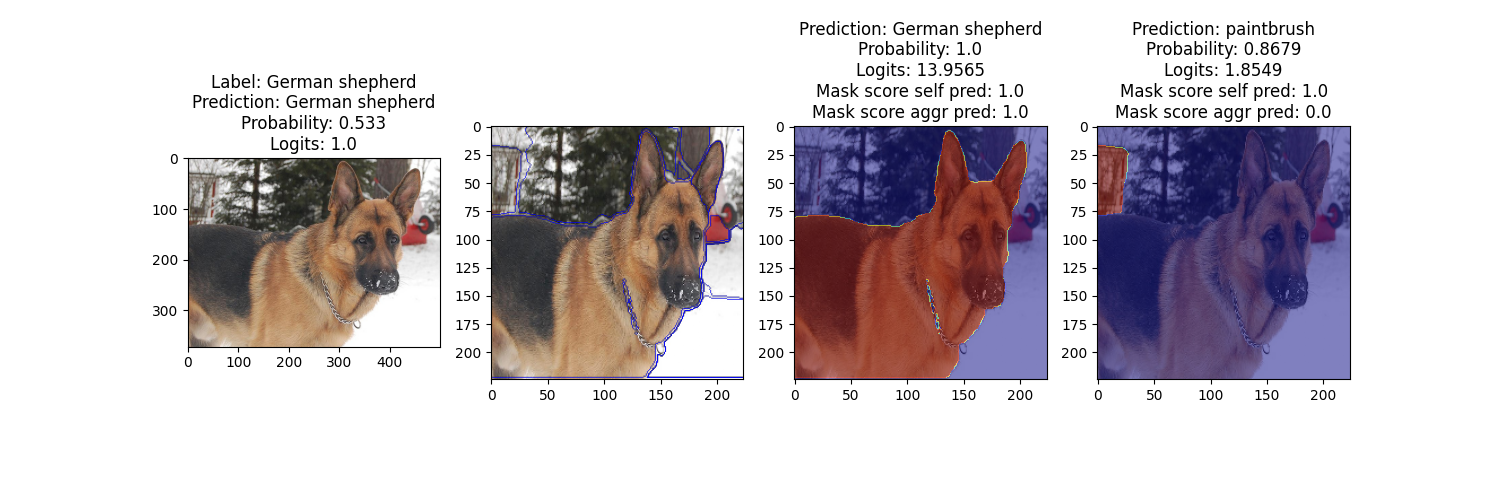 Label: German shepherd
Prediction: German shepherd
Probability: 0.533
Logits: 1.0
0
100
200
300
0 100 200 300 400
0
25
50
75
100
125
150
175
200
0 50 100 150 200
Prediction: German shepherd
Probability: 1.0
Logits: 13.9565
Mask score self pred: 1.0
Mask score aggr pred: 1.0
0
25
50
75
100
125
150
175
200
0 50 100 150 200
Prediction: paintbrush
Probability: 0.8679
Logits: 1.8549
Mask score self pred: 1.0
Mask score aggr pred: 0.0
0
25
50
75
100
125
150
175
200
0 50 100 150 200